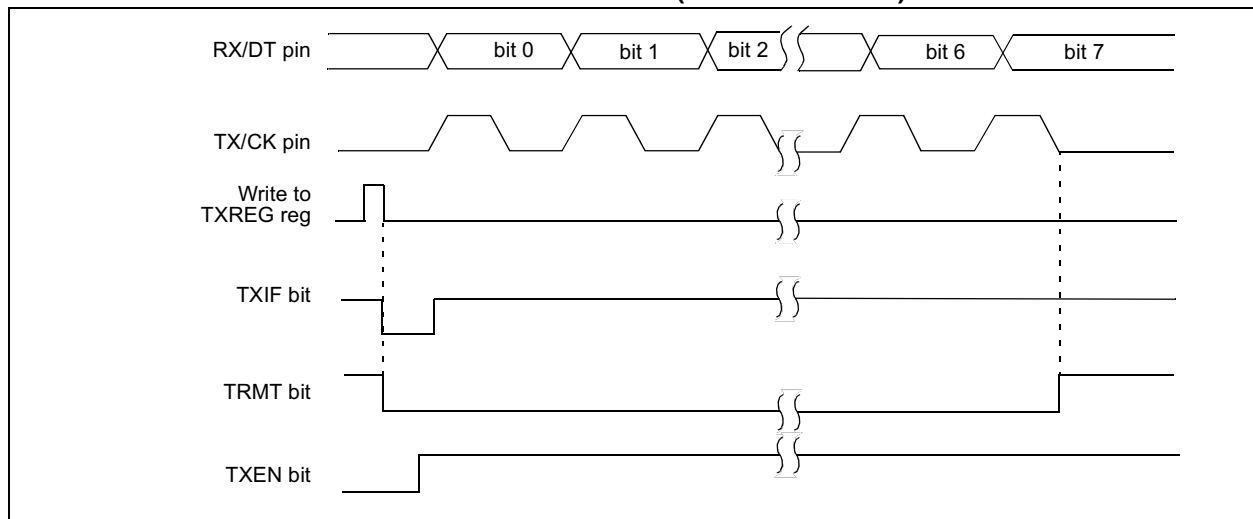 RX/DT pin
bit 0 bit 1 bit 2 bit 6 bit 7
TX/CK pin
Write to
TXREG reg
TXIF bit
TRMT bit
TXEN bit